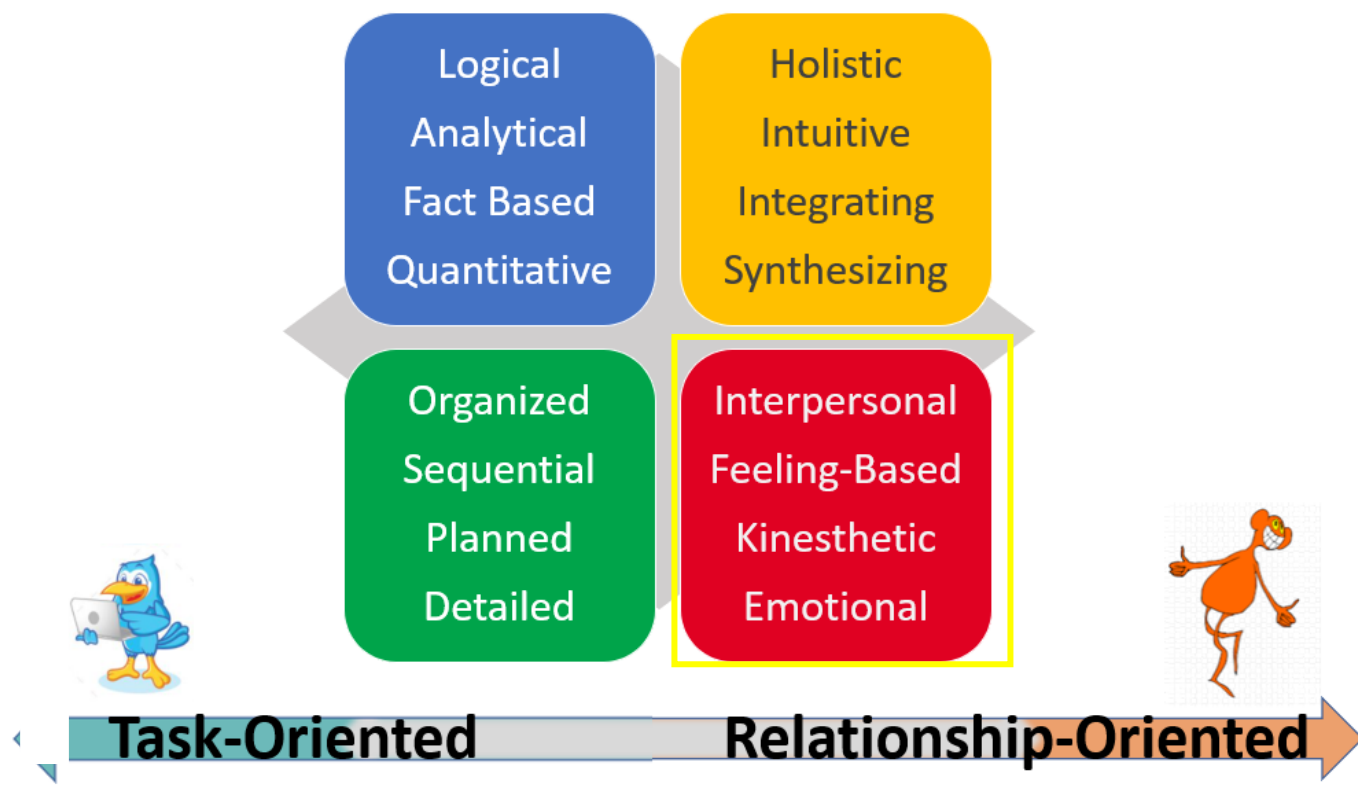 Logical
Analytical
Fact Based
Quantitative
Holistic
Intuitive
Integrating
Synthesizing
Organized
Sequential
Planned
Detailed
Interpersonal
Feeling-Based
Kinesthetic
Emotional
Task-Oriented
Relationship-Oriented